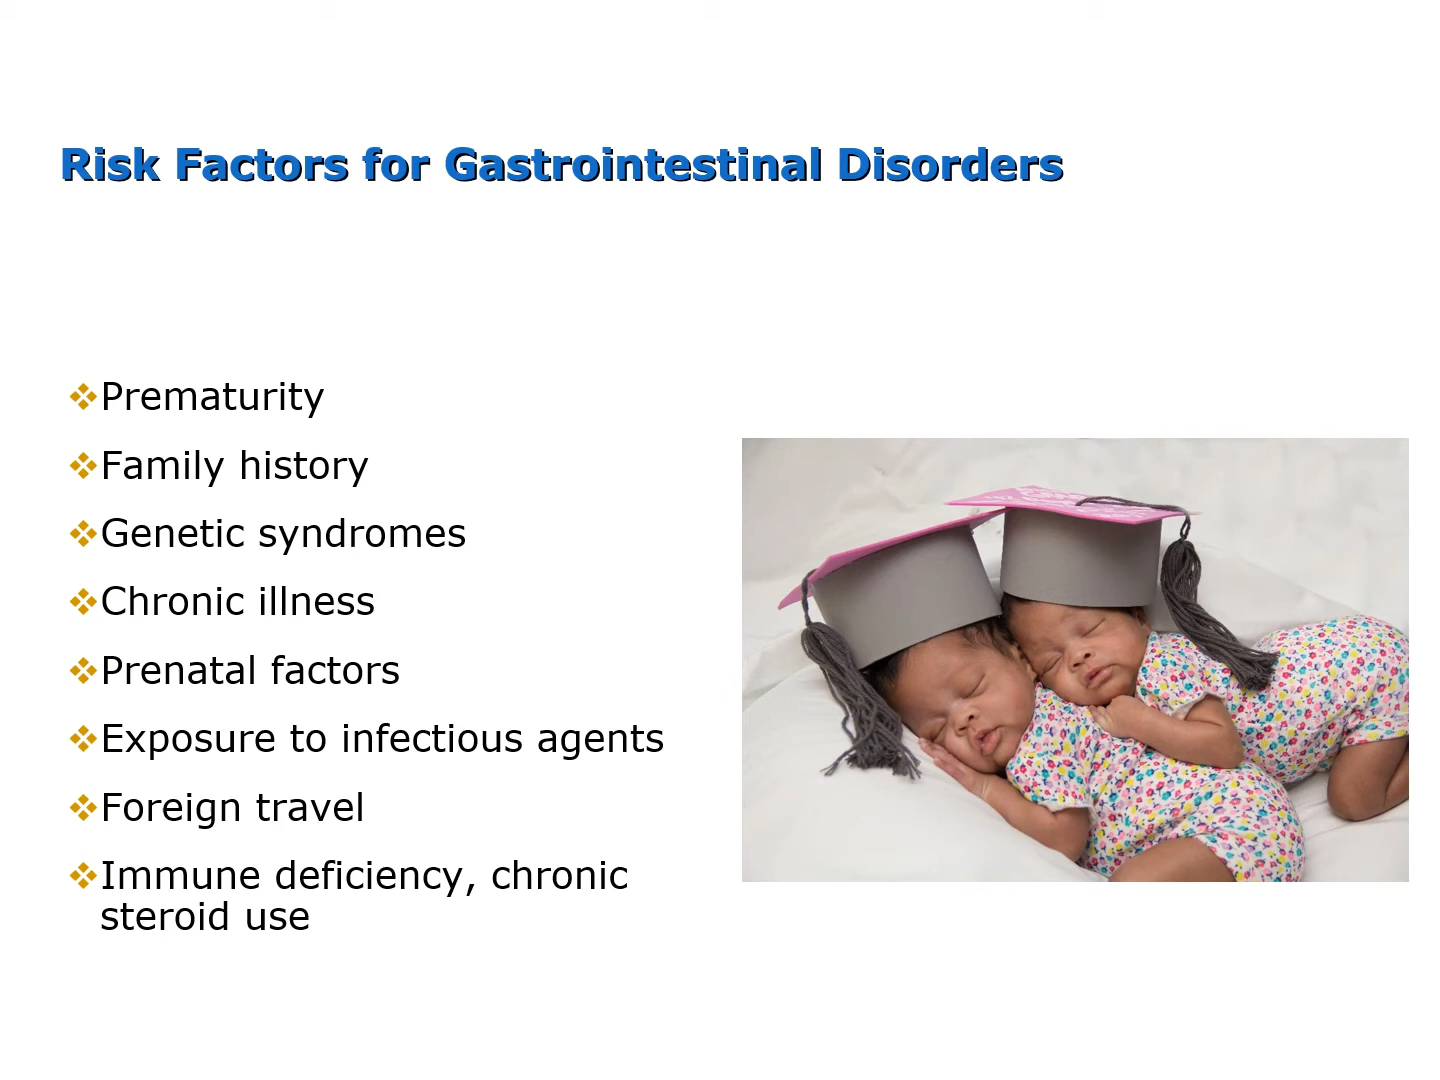 Risk Factors for Gastrointestinal Disorders
❖Prematurity
❖Family history
❖Genetic syndromes
❖Chronic illness
❖Prenatal factors
❖Exposure to infectious agents
❖Foreign travel
❖Immune deficiency, chronic
steroid use